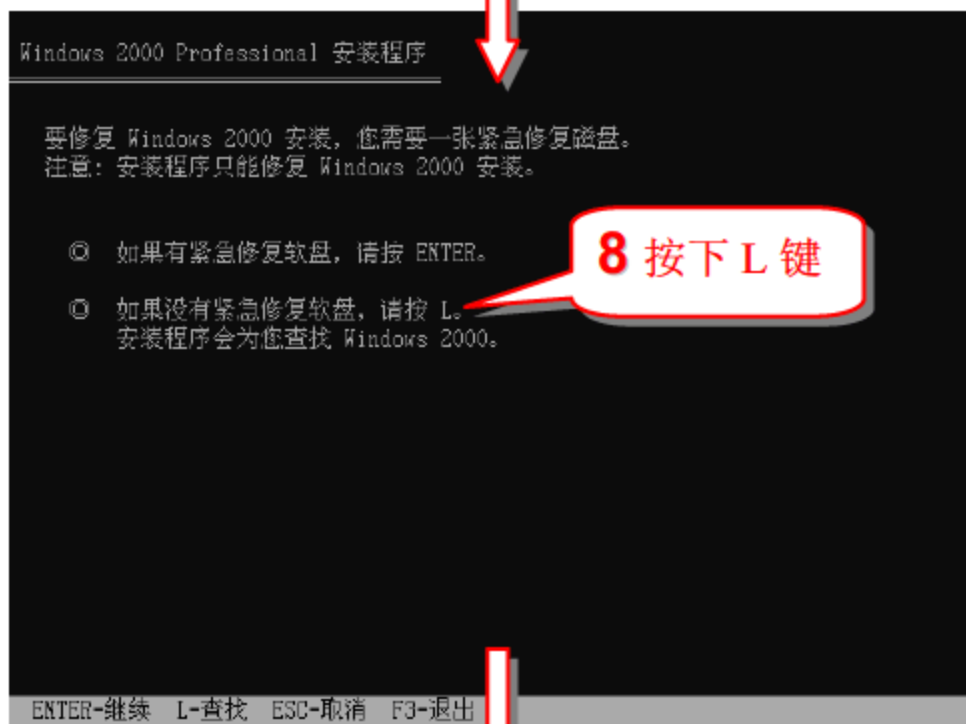 Windows 2000 Professional 安装程序
要修复 Windows 2000 安装，您需要一张紧急修复磁盘。
注意: 安装程序只能修复 Windows 2000 安装。
◎ 如果有紧急修复软盘，请按 ENTER。
8 按下 L 键
◎ 如果没有紧急修复软盘，请按 L。
安装程序会为您查找 Windows 2000。
ENTER-继续 L-查找 ESC-取消 F3-退出